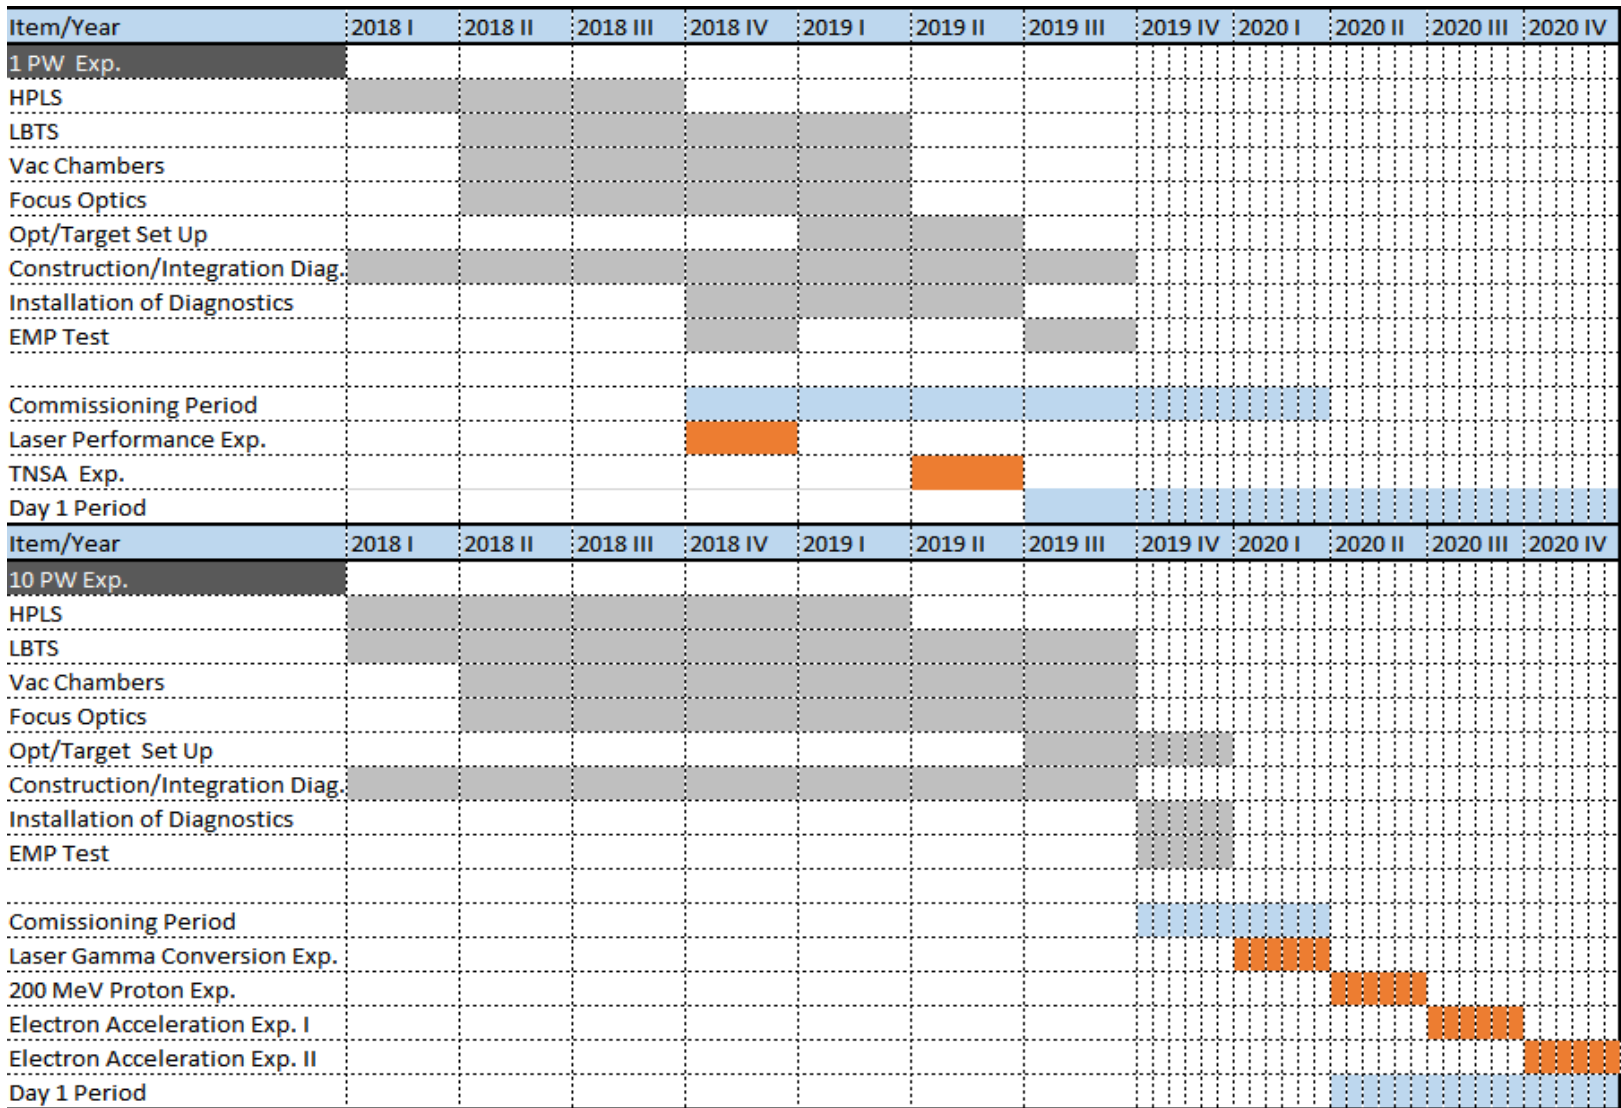 Item/Year 2018 I 2018 II 2018 III 2018 IV 2019 I 2019 II 2019 III 2019 IV 2020 I 2020 II 2020 III 2020 IV
1 PW Exp.
HPLS
LBTS
Vac Chambers
Focus Optics
Opt/Target Set Up
Construction/Integration Diag.
Installation of Diagnostics
EMP Test
Commissioning Period
Laser Performance Exp.
TNSA Exp.
Day 1 Period
Item/Year 2018 I 2018 II 2018 III 2018 IV 2019 I 2019 II 2019 III 2019 IV 2020 I 2020 II 2020 III 2020 IV
10 PW Exp.
HPLS
LBTS
Vac Chambers
Focus Optics
Opt/Target Set Up
Construction/Integration Diag.
Installation of Diagnostics
EMP Test
Comissioning Period
Laser Gamma Conversion Exp.
200 MeV Proton Exp.
Electron Acceleration Exp. I
Electron Acceleration Exp. II
Day 1 Period